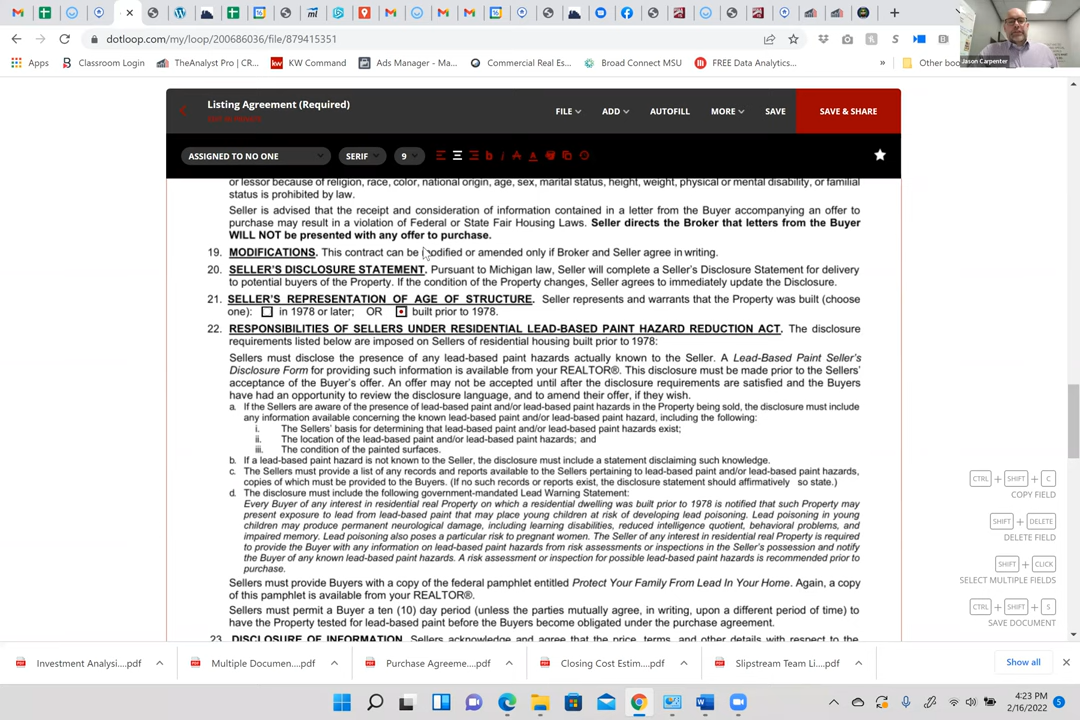 dotloop.com/my/loop/200686036/file/879415351
Apps
Classroom Login
TheAnalyst Pro | CR...
KW Command
Ads Manager - Ma...
Commercial Real Es...
Broad Connect MSU
FREE Data Analytics...
»
Other boo
Jason Carpenter
Listing Agreement (Required)
FILE
ADD
AUTOFILL
MORE
SAVE
SAVE & SHARE
ASSIGNED TO NO ONE
SERIF
9
or lessor because of religion, race, color, national origin, age, sex, marital status, height, weight, physical or mental disability, or familial
status is prohibited by law.
Seller is advised that the receipt and consideration of information contained in a letter from the Buyer accompanying an offer to
purchase may result in a violation of Federal or State Fair Housing Laws. Seller directs the Broker that letters from the Buyer
WILL NOT be presented with any offer to purchase.
19. MODIFICATIONS. This contract can be modified or amended only if Broker and Seller agree in writing.
20. SELLER'S DISCLOSURE STATEMENT. Pursuant to Michigan law, Seller will complete a Seller's Disclosure Statement for delivery
to potential buyers of the Property. If the condition of the Property changes, Seller agrees to immediately update the Disclosure.
21. SELLER'S REPRESENTATION OF AGE OF STRUCTURE. Seller represents and warrants that the Property was built (choose
one): in 1978 or later; OR built prior to 1978.
22. RESPONSIBILITIES OF SELLERS UNDER RESIDENTIAL LEAD-BASED PAINT HAZARD REDUCTION ACT. The disclosure
requirements listed below are imposed on Sellers of residential housing built prior to 1978:
Sellers must disclose the presence of any lead-based paint hazards actually known to the Seller. A Lead-Based Paint Seller's
Disclosure Form for providing such information is available from your REALTOR®. This disclosure must be made prior to the Sellers'
acceptance of the Buyer's offer. An offer may not be accepted until after the disclosure requirements are satisfied and the Buyers
have had an opportunity to review the disclosure language, and to amend their offer, if they wish.
a. If the Sellers are aware of the presence of lead-based paint and/or lead-based paint hazards in the Property being sold, the disclosure must include
any information available concerning the known lead-based paint and/or lead-based paint hazard, including the following:
i. The Sellers' basis for determining that lead-based paint and/or lead-based paint hazards exist;
ii. The location of the lead-based paint and/or lead-based paint hazards; and
iii. The condition of the painted surfaces.
b. If a lead-based paint hazard is not known to the Seller, the disclosure must include a statement disclaiming such knowledge.
c. The Sellers must provide a list of any records and reports available to the Sellers pertaining to lead-based paint and/or lead-based paint hazards,
copies of which must be provided to the Buyers. (If no such records or reports exist, the disclosure statement should affirmatively so state.)
d. The disclosure must include the following government-mandated Lead Warning Statement:
Every Buyer of any interest in residential real Property on which a residential dwelling was built prior to 1978 is notified that such Property may
present exposure to lead from lead-based paint that may place young children at risk of developing lead poisoning. Lead poisoning in young
children may produce permanent neurological damage, including learning disabilities, reduced intelligence quotient, behavioral problems, and
impaired memory. Lead poisoning also poses a particular risk to pregnant women. The Seller of any interest in residential real Property is required
to provide the Buyer with any information on lead-based paint hazards from risk assessments or inspections in the Seller's possession and notify
the Buyer of any known lead-based paint hazards. A risk assessment or inspection for possible lead-based paint hazards is recommended prior to
purchase.
Sellers must provide Buyers with a copy of the federal pamphlet entitled Protect Your Family From Lead In Your Home. Again, a copy
of this pamphlet is available from your REALTOR®.
Sellers must permit a Buyer a ten (10) day period (unless the parties mutually agree, in writing, upon a different period of time) to
have the Property tested for lead-based paint before the Buyers become obligated under the purchase agreement.
23. DISCLOSURE OF INFORMATION. Sellers acknowledge and agree that the price, terms, and other details with respect to the
CTRL + SHIFT + C
COPY FIELD
SHIFT + DELETE
DELETE FIELD
SHIFT + CLICK
SELECT MULTIPLE FIELDS
CTRL + SHIFT + S
SAVE DOCUMENT
Investment Analysi....pdf
Multiple Documen....pdf
Purchase Agreeme....pdf
Closing Cost Estim....pdf
Slipstream Team Li....pdf
Show all
4:23 PM
2/16/2022